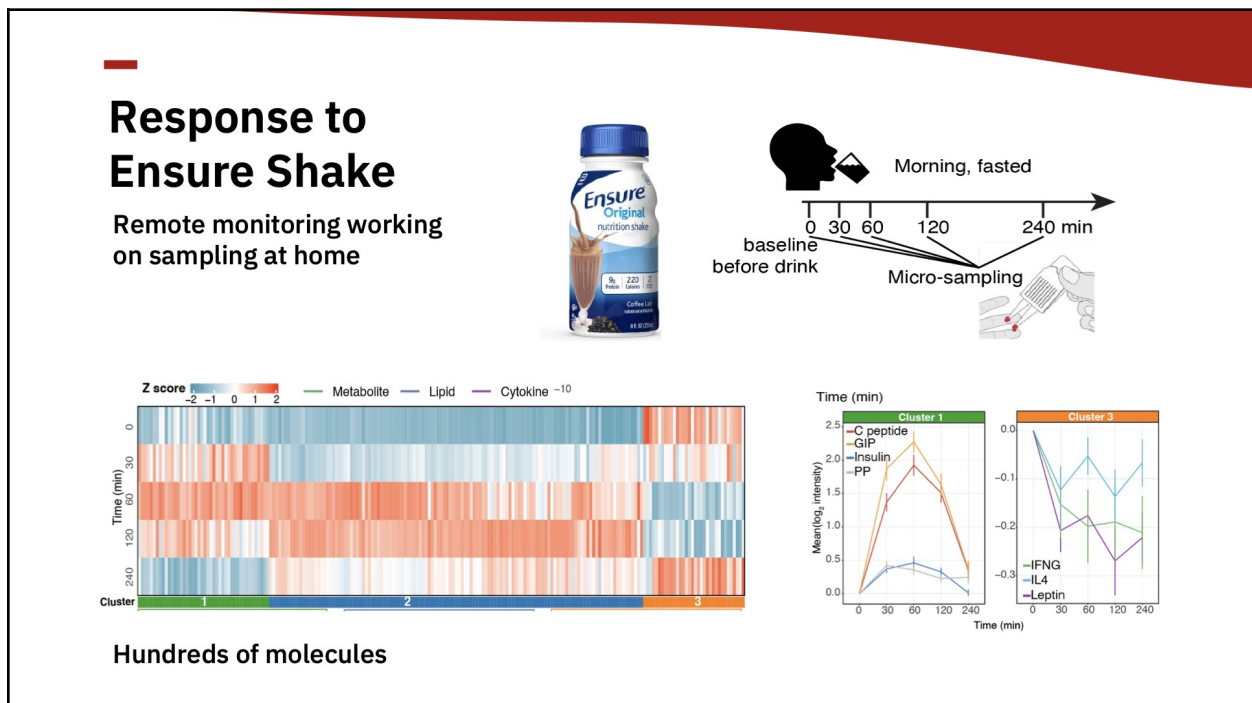 Response to
Ensure Shake
Remote monitoring working
on sampling at home
Ensure
Original
nutrition shake
9g 220
Protein Calories
Morning, fasted
0 30 60 120 240 min
baseline
before drink
Micro-sampling
Z score
−2 −1 0 1 2
Metabolite Lipid Cytokine −10
Time (min)
0
30
60
120
240
Cluster 1 2 3
Time (min)
Cluster 1
C peptide
GIP
Insulin
PP
Mean(log2 intensity)
2.5
2.0
1.5
1.0
0.5
0.0
0 30 60 120 240
Cluster 3
0.0
−0.1
−0.2
−0.3
IFNG
IL4
Leptin
0 30 60 120 240
Time (min)
Hundreds of molecules